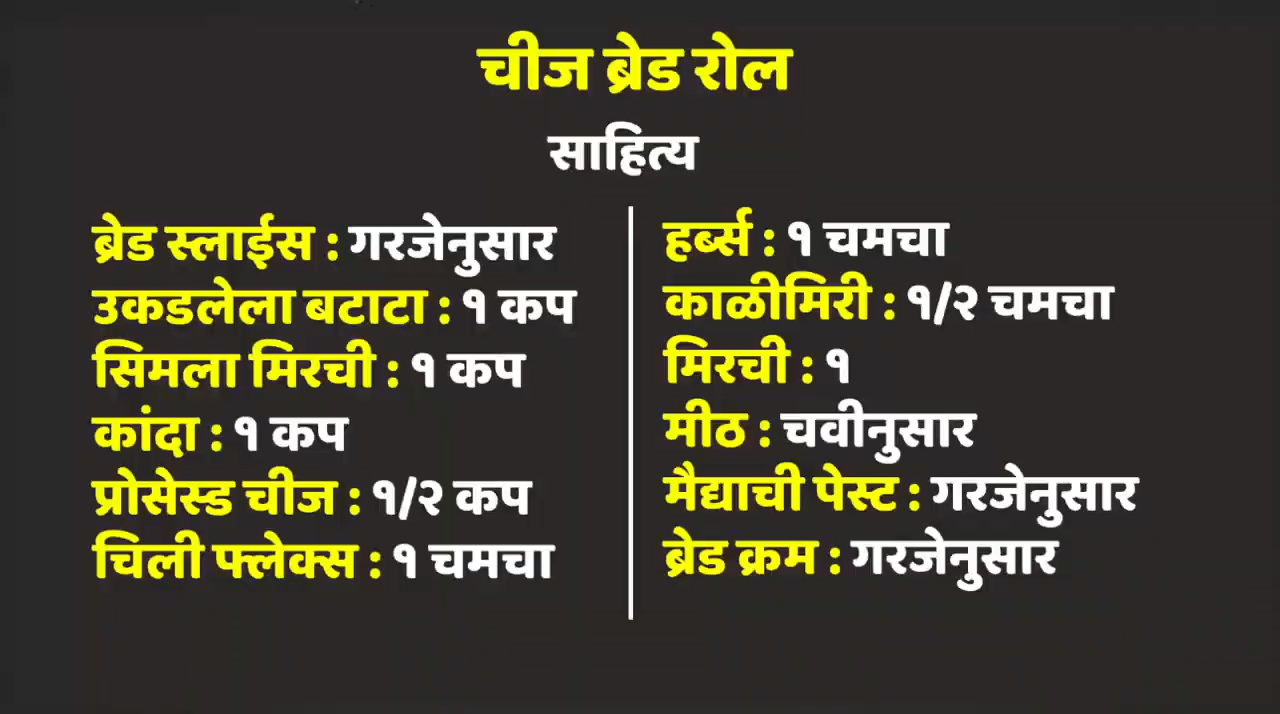 चीज ब्रेड रोल
साहित्य
ब्रेड स्लाईस : गरजेनुसार
उकडलेला बटाटा : १ कप
सिमला मिरची : १ कप
कांदा : १ कप
प्रोसेस्ड चीज : १/२ कप
चिली फ्लेक्स : १ चमचा
हर्ब्स : १ चमचा
काळीमिरी : १/२ चमचा
मिरची : १
मीठ : चवीनुसार
मैद्याची पेस्ट : गरजेनुसार
ब्रेड क्रम : गरजेनुसार